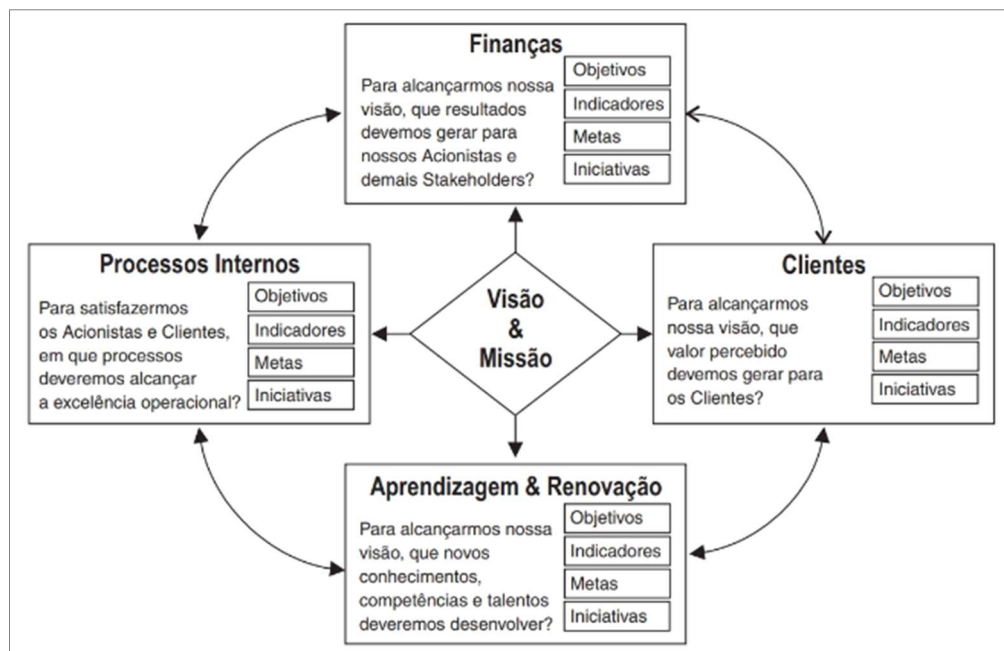 Finanças
Para alcançarmos nossa
visão, que resultados
devemos gerar para
nossos Acionistas e
demais Stakeholders?
Objetivos
Indicadores
Metas
Iniciativas
Processos Internos
Para satisfazermos
os Acionistas e Clientes,
em que processos
deveremos alcançar
a excelência operacional?
Objetivos
Indicadores
Metas
Iniciativas
Visão
&
Missão
Clientes
Para alcançarmos
nossa visão, que
valor percebido
devemos gerar para
os Clientes?
Objetivos
Indicadores
Metas
Iniciativas
Aprendizagem & Renovação
Para alcançarmos nossa
visão, que novos
conhecimentos,
competências e talentos
deveremos desenvolver?
Objetivos
Indicadores
Metas
Iniciativas